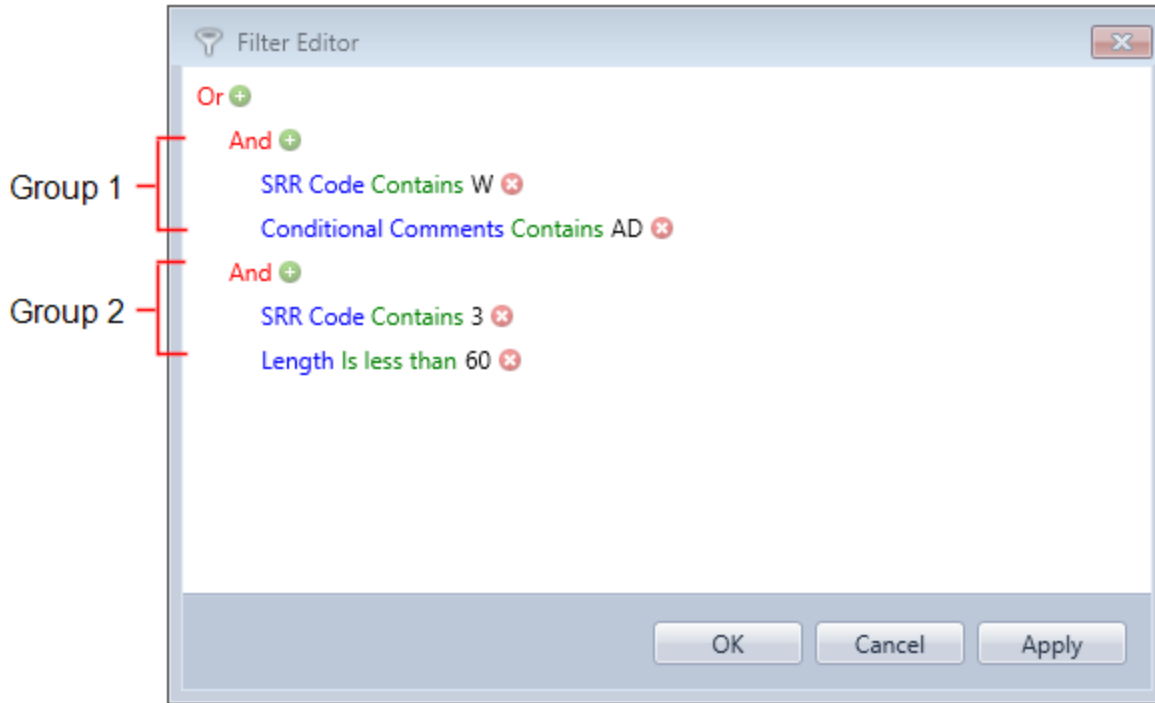 Filter Editor
Or
And
Group 1
SRR Code Contains W
Conditional Comments Contains AD
And
Group 2
SRR Code Contains 3
Length Is less than 60
OK Cancel Apply